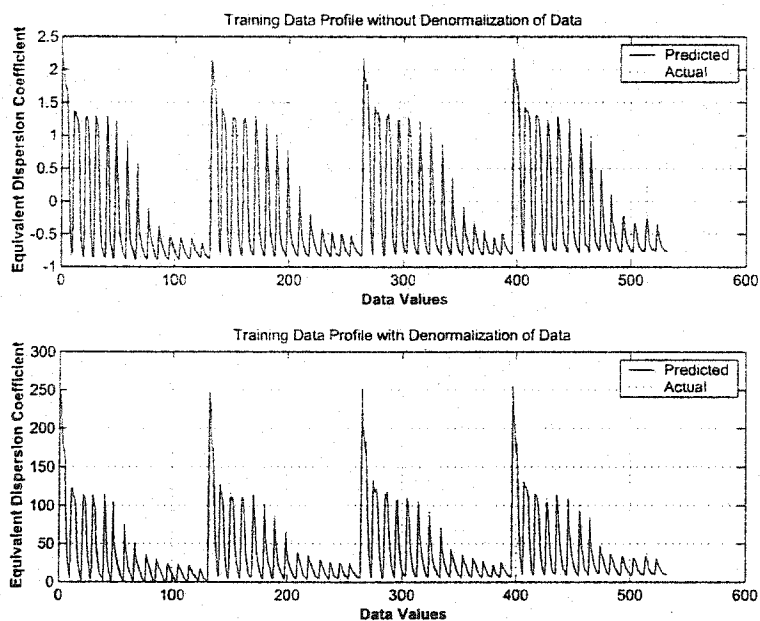 Training Data Profile without Denormalization of Data
Equivalent Dispersion Coefficient
2.5
2
1.5
1
0.5
0
-0.5
-1
Predicted
Actual
0
100
200
300
400
500
600
Data Values
Training Data Profile with Denormalization of Data
Equivalent Dispersion Coefficient
300
250
200
150
100
50
0
Predicted
Actual
0
100
200
300
400
500
600
Data Values